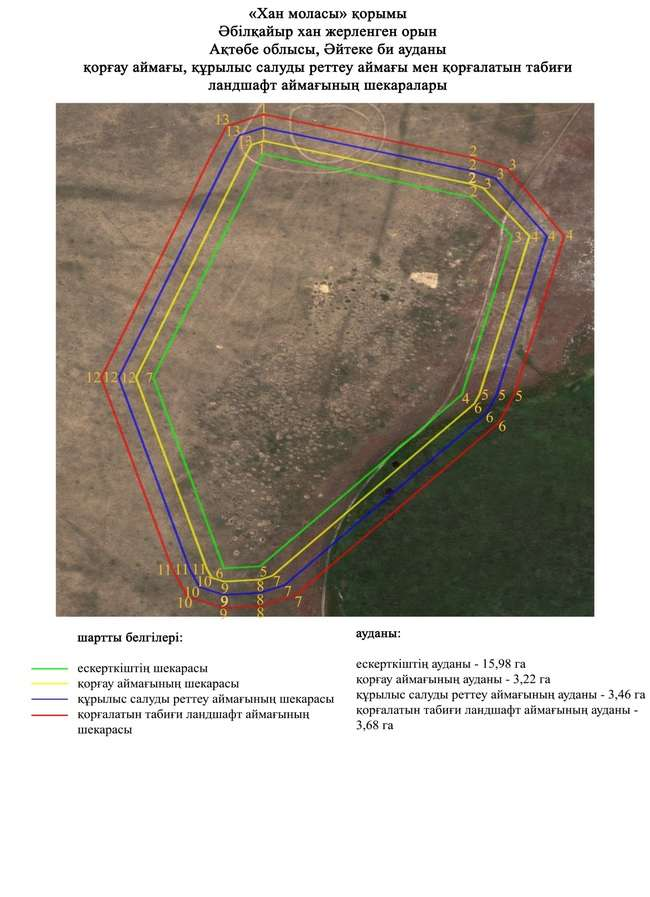 «Хан моласы» қорымы
Әбілқайыр хан жерленген орын
Ақтөбе облысы, Әйтеке би ауданы
қорғау аймағы, құрылыс салуды реттеу аймағы мен қорғалатын табиғи
ландшафт аймағының шекаралары
1
13
13
13
1
2
2
2
2
3
3
3
3
4
4
4
12
12
12
7
4
5
5
5
6
6
6
11
11
11
6
5
10
10
10
7
7
7
9
9
9
8
8
8
шартты белгілері:
ескерткіштің шекарасы
қорғау аймағының шекарасы
құрылыс салуды реттеу аймағының шекарасы
қорғалатын табиғи ландшафт аймағының
шекарасы
ауданы:
ескерткіштің ауданы - 15,98 га
қорғау аймағының ауданы - 3,22 га
құрылыс салуды реттеу аймағының ауданы - 3,46 га
қорғалатын табиғи ландшафт аймағының ауданы -
3,68 га